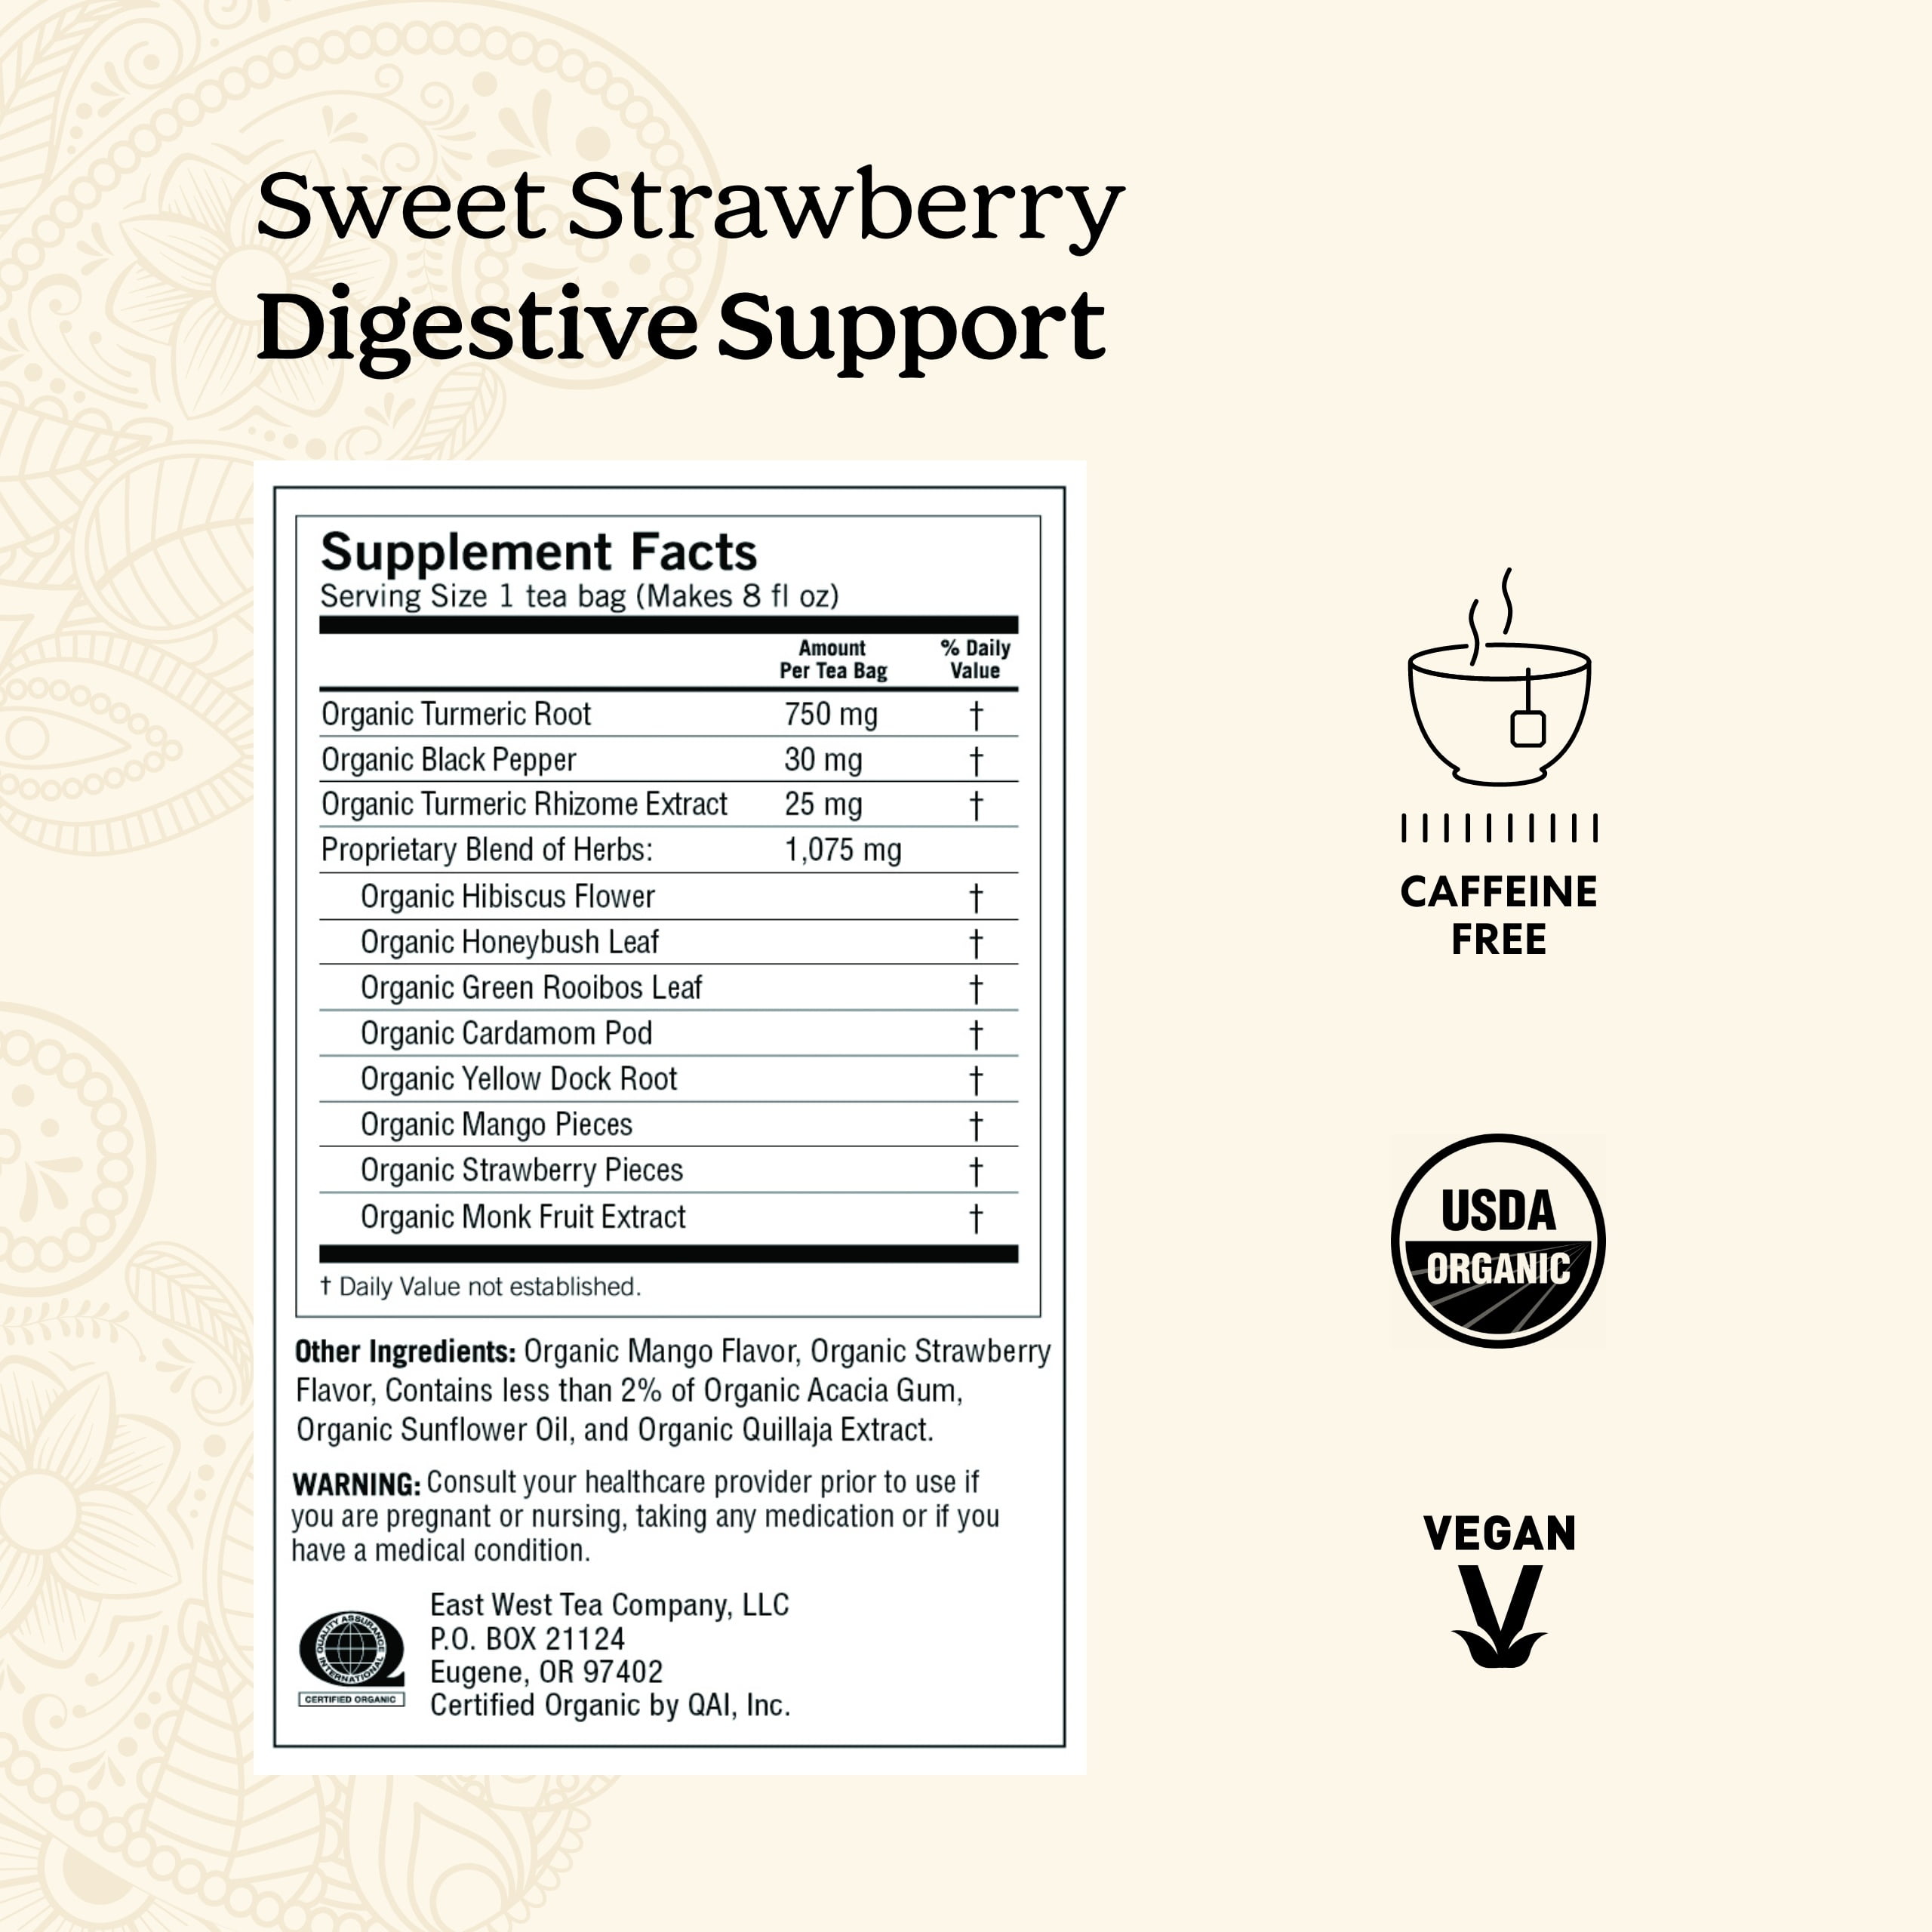 Sweet Strawberry
Digestive Support
Supplement Facts
Serving Size 1 tea bag (Makes 8 fl oz)
Amount Per Tea Bag % Daily Value
Organic Turmeric Root 750 mg †
Organic Black Pepper 30 mg †
Organic Turmeric Rhizome Extract 25 mg †
Proprietary Blend of Herbs: 1,075 mg
Organic Hibiscus Flower †
Organic Honeybush Leaf †
Organic Green Rooibos Leaf †
Organic Cardamom Pod †
Organic Yellow Dock Root †
Organic Mango Pieces †
Organic Strawberry Pieces †
Organic Monk Fruit Extract †
† Daily Value not established.
Other Ingredients: Organic Mango Flavor, Organic Strawberry
Flavor, Contains less than 2% of Organic Acacia Gum,
Organic Sunflower Oil, and Organic Quillaja Extract.
WARNING: Consult your healthcare provider prior to use if
you are pregnant or nursing, taking any medication or if you
have a medical condition.
QUALITY ASSURANCE
INTERNATIONAL
CERTIFIED ORGANIC
East West Tea Company, LLC
P.O. BOX 21124
Eugene, OR 97402
Certified Organic by QAI, Inc.
CAFFEINE
FREE
USDA
ORGANIC
VEGAN
V